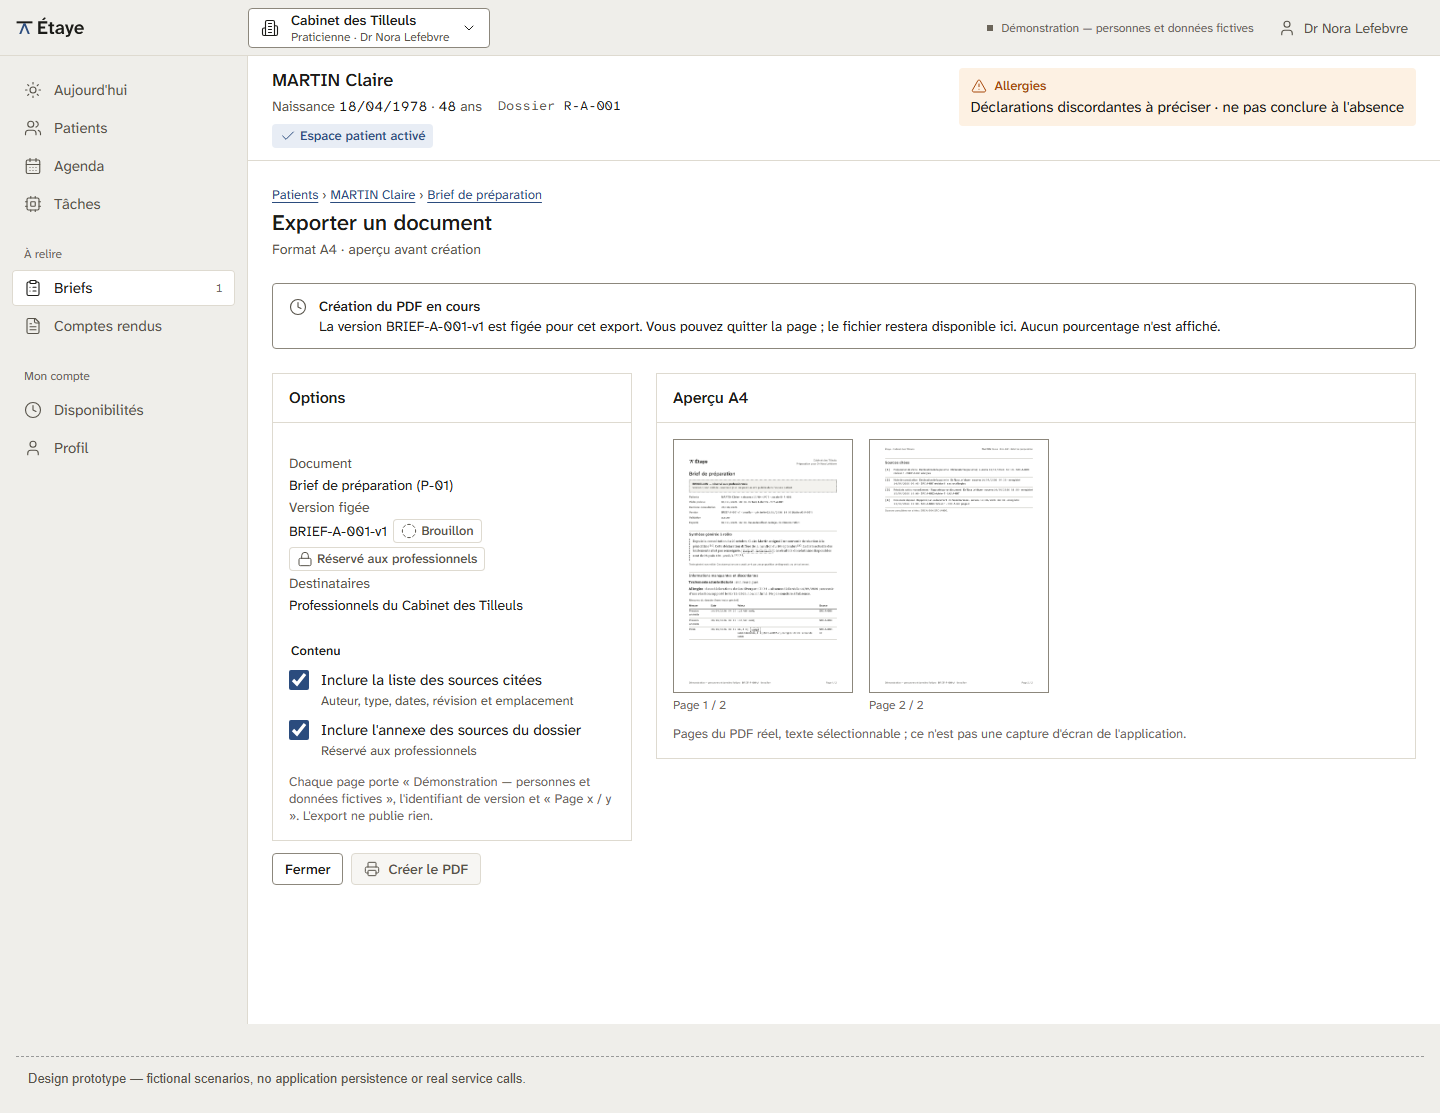 Étaye
Cabinet des Tilleuls
Praticienne · Dr Nora Lefebvre
Démonstration — personnes et données fictives
Dr Nora Lefebvre
Aujourd'hui
Patients
Agenda
Tâches
À relire
Briefs 1
Comptes rendus
Mon compte
Disponibilités
Profil
MARTIN Claire
Naissance 18/04/1978 · 48 ans Dossier R-A-001
Espace patient activé
Allergies
Déclarations discordantes à préciser · ne pas conclure à l'absence
Patients › MARTIN Claire › Brief de préparation
Exporter un document
Format A4 · aperçu avant création
Création du PDF en cours
La version BRIEF-A-001-v1 est figée pour cet export. Vous pouvez quitter la page ; le fichier restera disponible ici. Aucun pourcentage n'est affiché.
Options
Document
Brief de préparation (P-01)
Version figée
BRIEF-A-001-v1 Brouillon
Réservé aux professionnels
Destinataires
Professionnels du Cabinet des Tilleuls
Contenu
Inclure la liste des sources citées
Auteur, type, dates, révision et emplacement
Inclure l'annexe des sources du dossier
Réservé aux professionnels
Chaque page porte « Démonstration — personnes et
données fictives », l'identifiant de version et « Page x / y
». L'export ne publie rien.
Fermer
Créer le PDF
Aperçu A4
Étaye
Brief de préparation
Page 1 / 2
Page 2 / 2
Pages du PDF réel, texte sélectionnable ; ce n'est pas une capture d'écran de l'application.
Design prototype — fictional scenarios, no application persistence or real service calls.